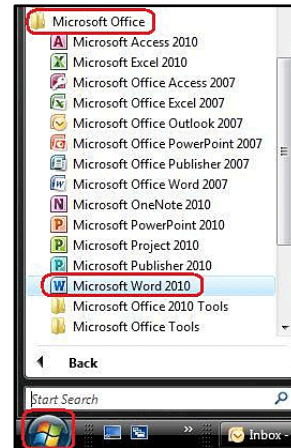 Microsoft Office
Microsoft Access 2010
Microsoft Excel 2010
Microsoft Office Access 2007
Microsoft Office Excel 2007
Microsoft Office Outlook 2007
Microsoft Office PowerPoint 2007
Microsoft Office Publisher 2007
Microsoft Office Word 2007
Microsoft OneNote 2010
Microsoft PowerPoint 2010
Microsoft Project 2010
Microsoft Publisher 2010
Microsoft Word 2010
Microsoft Office 2010 Tools
Microsoft Office Tools
Back
Start Search
» Inbox -